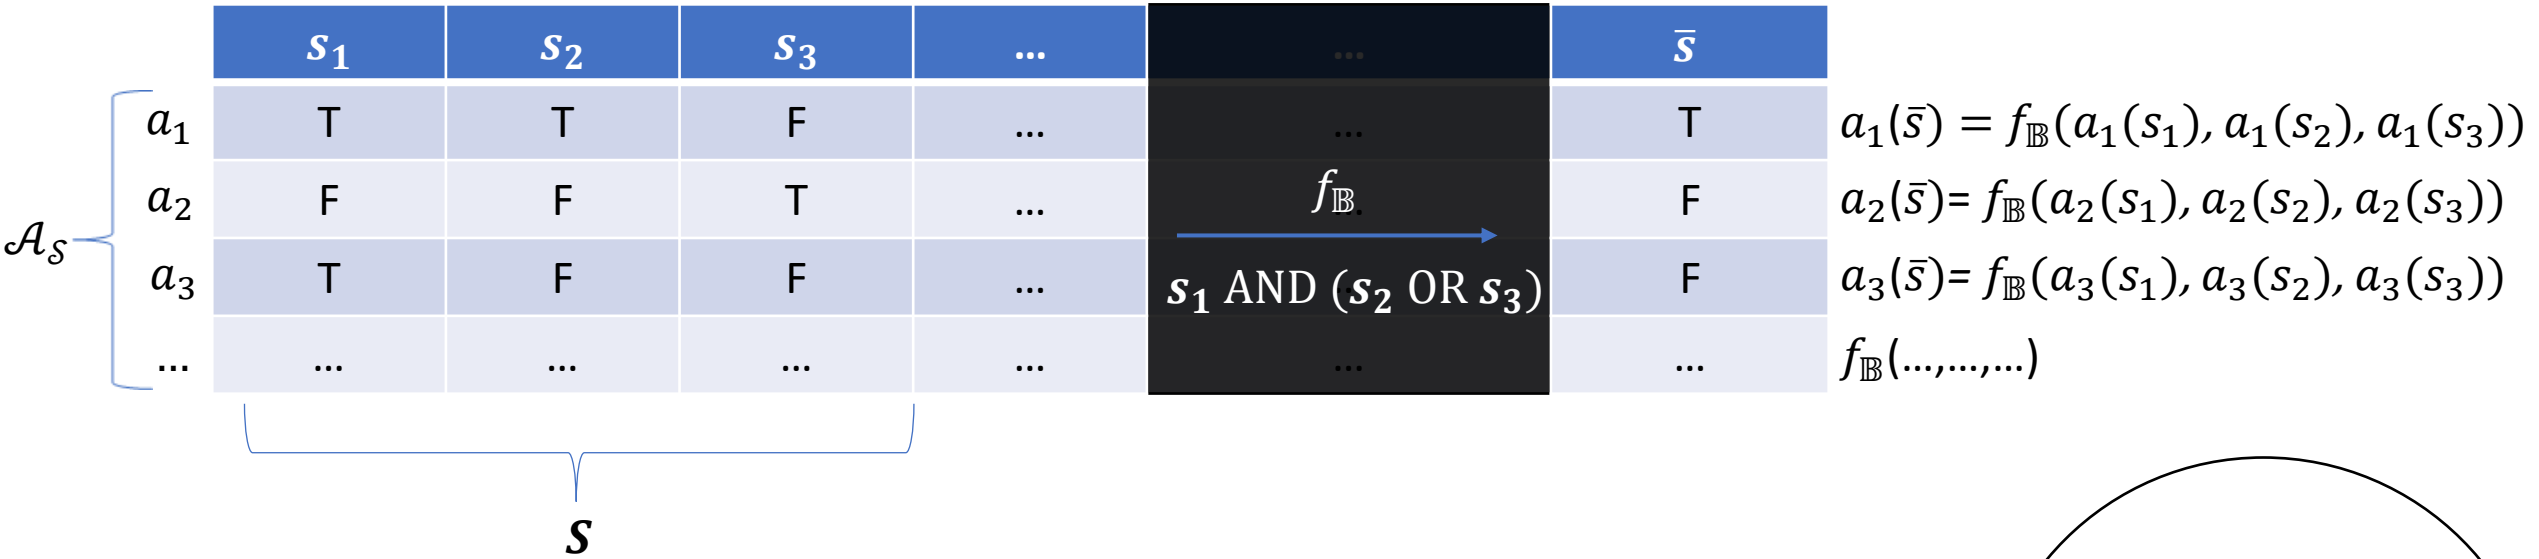 s₁ s₂ s₃ ... ... s̄
a₁ T T F ... ... T a₁(s̄) = f𝔹(a₁(s₁), a₁(s₂), a₁(s₃))
a₂ F F T ... ... F a₂(s̄)= f𝔹(a₂(s₁), a₂(s₂), a₂(s₃))
f𝔹
𝒜𝒮
a₃ T F F ... ... F a₃(s̄)= f𝔹(a₃(s₁), a₃(s₂), a₃(s₃))
s₁ AND (s₂ OR s₃)
... ... ... ... ... ... ... f𝔹(...,...,...)
S